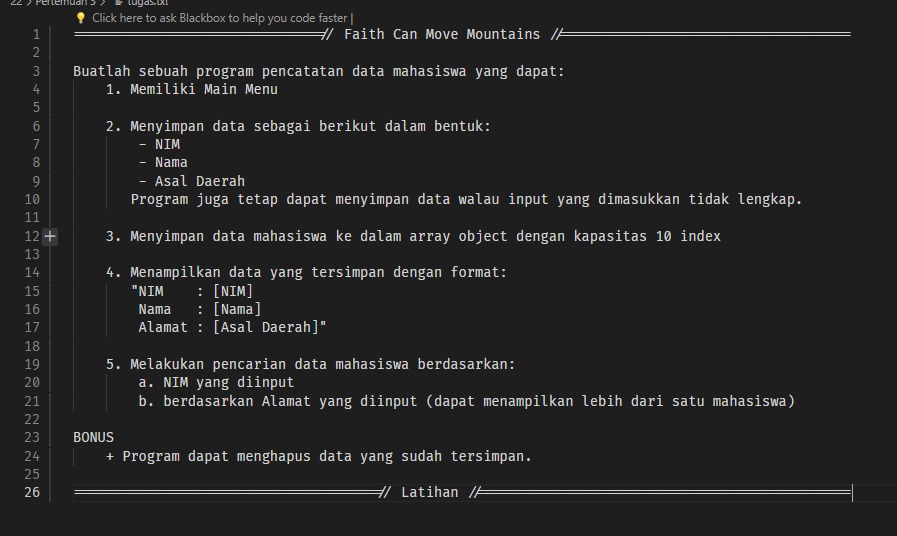 22 > Pertemuan 3 > tugas.txt
Click here to ask Blackbox to help you code faster |
1 ══════════════════════════════// Faith Can Move Mountains //═══════════════════════════════════
2
3 Buatlah sebuah program pencatatan data mahasiswa yang dapat:
4 1. Memiliki Main Menu
5
6 2. Menyimpan data sebagai berikut dalam bentuk:
7 - NIM
8 - Nama
9 - Asal Daerah
10 Program juga tetap dapat menyimpan data walau input yang dimasukkan tidak lengkap.
11
12 + 3. Menyimpan data mahasiswa ke dalam array object dengan kapasitas 10 index
13
14 4. Menampilkan data yang tersimpan dengan format:
15 "NIM : [NIM]
16 Nama : [Nama]
17 Alamat : [Asal Daerah]"
18
19 5. Melakukan pencarian data mahasiswa berdasarkan:
20 a. NIM yang diinput
21 b. berdasarkan Alamat yang diinput (dapat menampilkan lebih dari satu mahasiswa)
22
23 BONUS
24 + Program dapat menghapus data yang sudah tersimpan.
25
26 ═════════════════════════════════════// Latihan //═════════════════════════════════════════════